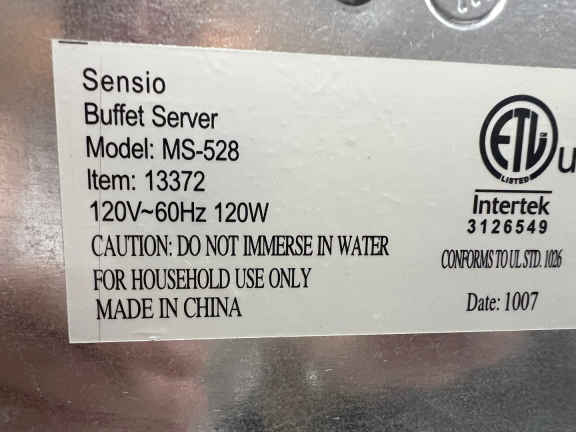 Sensio
Buffet Server
Model: MS-528
Item: 13372
120V~60Hz 120W
CAUTION: DO NOT IMMERSE IN WATER
FOR HOUSEHOLD USE ONLY
MADE IN CHINA
ETL
LISTED
Intertek
3126549
CONFORMS TO UL STD. 1026
Date: 1007